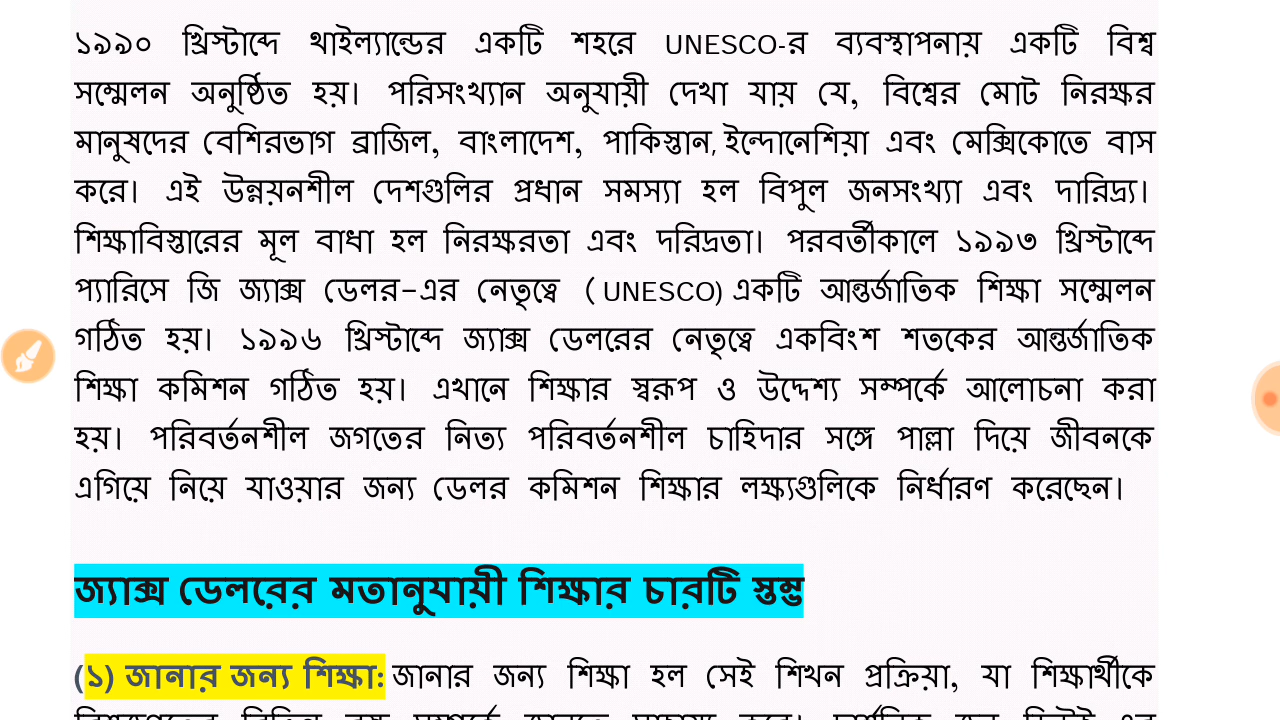 ১৯৯০ খ্রিস্টাব্দে থাইল্যান্ডের একটি শহরে UNESCO-র ব্যবস্থাপনায় একটি বিশ্ব
সম্মেলন অনুষ্ঠিত হয়। পরিসংখ্যান অনুযায়ী দেখা যায় যে, বিশ্বের মোট নিরক্ষর
মানুষদের বেশিরভাগ ব্রাজিল, বাংলাদেশ, পাকিস্তান, ইন্দোনেশিয়া এবং মেক্সিকোতে বাস
করে। এই উন্নয়নশীল দেশগুলির প্রধান সমস্যা হল বিপুল জনসংখ্যা এবং দারিদ্র্য।
শিক্ষাবিস্তারের মূল বাধা হল নিরক্ষরতা এবং দরিদ্রতা। পরবর্তীকালে ১৯৯৩ খ্রিস্টাব্দে
প্যারিসে জি জ্যাক্স ডেলর–এর নেতৃত্বে (UNESCO) একটি আন্তর্জাতিক শিক্ষা সম্মেলন
গঠিত হয়। ১৯৯৬ খ্রিস্টাব্দে জ্যাক্স ডেলরের নেতৃত্বে একবিংশ শতকের আন্তর্জাতিক
শিক্ষা কমিশন গঠিত হয়। এখানে শিক্ষার স্বরূপ ও উদ্দেশ্য সম্পর্কে আলোচনা করা
হয়। পরিবর্তনশীল জগতের নিত্য পরিবর্তনশীল চাহিদার সঙ্গে পাল্লা দিয়ে জীবনকে
এগিয়ে নিয়ে যাওয়ার জন্য ডেলর কমিশন শিক্ষার লক্ষ্যগুলিকে নির্ধারণ করেছেন।
জ্যাক্স ডেলরের মতানুযায়ী শিক্ষার চারটি স্তম্ভ
(১) জানার জন্য শিক্ষা: জানার জন্য শিক্ষা হল সেই শিখন প্রক্রিয়া, যা শিক্ষার্থীকে